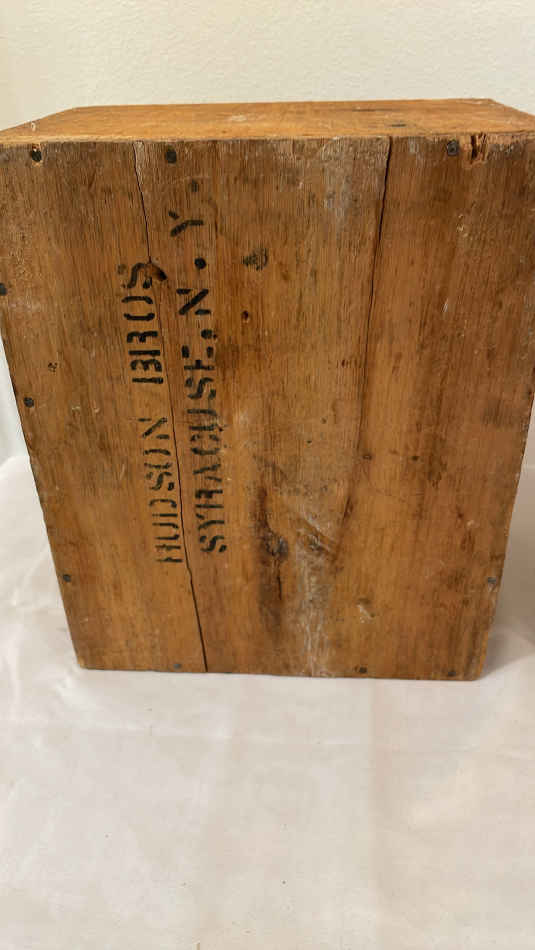 HUDSON BROS
SYRACUSE, N. Y.